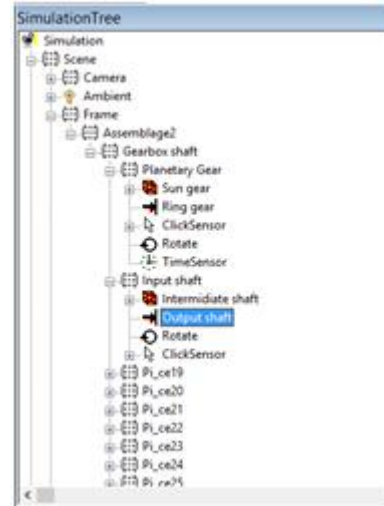 SimulationTree
Simulation
Scene
Camera
Ambient
Frame
Assemblage2
Gearbox shaft
Planetary Gear
Sun gear
Ring gear
ClickSensor
Rotate
TimeSensor
Input shaft
Intermidiate shaft
Output shaft
Rotate
ClickSensor
Pi_ce19
Pi_ce20
Pi_ce21
Pi_ce22
Pi_ce23
Pi_ce24
Pi_ce25